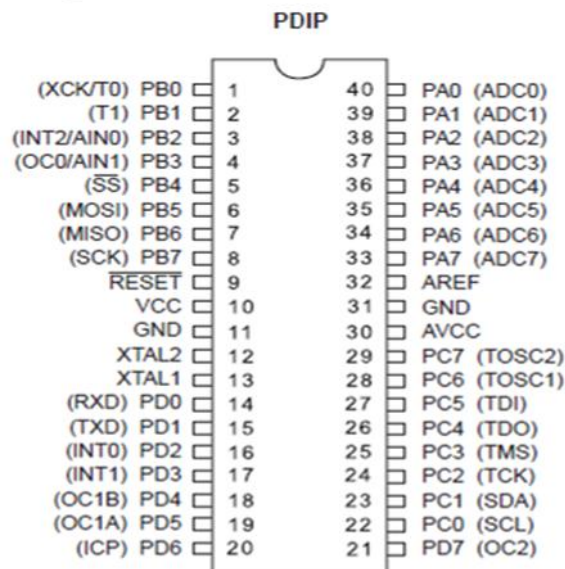 PDIP
(XCK/T0) PB0 1 40 PA0 (ADC0)
(T1) PB1 2 39 PA1 (ADC1)
(INT2/AIN0) PB2 3 38 PA2 (ADC2)
(OC0/AIN1) PB3 4 37 PA3 (ADC3)
(SS) PB4 5 36 PA4 (ADC4)
(MOSI) PB5 6 35 PA5 (ADC5)
(MISO) PB6 7 34 PA6 (ADC6)
(SCK) PB7 8 33 PA7 (ADC7)
RESET 9 32 AREF
VCC 10 31 GND
GND 11 30 AVCC
XTAL2 12 29 PC7 (TOSC2)
XTAL1 13 28 PC6 (TOSC1)
(RXD) PD0 14 27 PC5 (TDI)
(TXD) PD1 15 26 PC4 (TDO)
(INT0) PD2 16 25 PC3 (TMS)
(INT1) PD3 17 24 PC2 (TCK)
(OC1B) PD4 18 23 PC1 (SDA)
(OC1A) PD5 19 22 PC0 (SCL)
(ICP) PD6 20 21 PD7 (OC2)